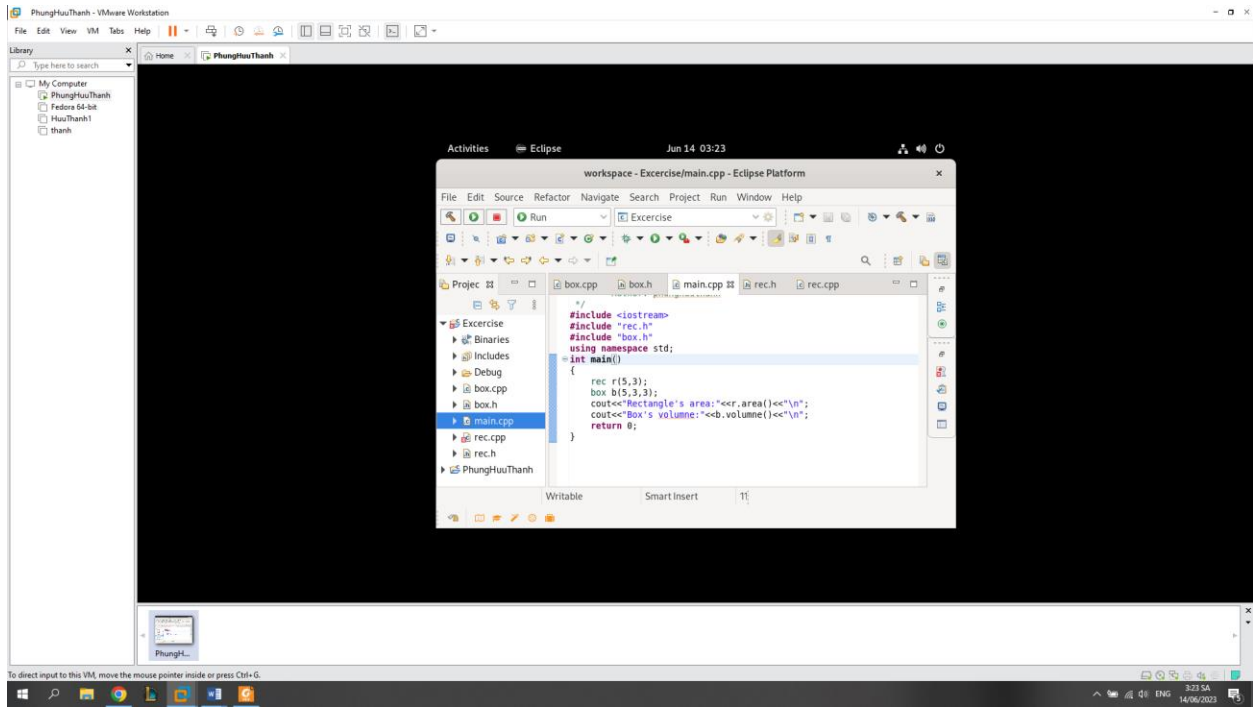 PhungHuuThanh - VMware Workstation
File Edit View VM Tabs Help
Library
Type here to search
My Computer
PhungHuuThanh
Fedora 64-bit
HuuThanh1
thanh
Home
PhungHuuThanh
Activities Eclipse Jun 14 03:23
workspace - Excercise/main.cpp - Eclipse Platform
File Edit Source Refactor Navigate Search Project Run Window Help
Run Excercise
Projec
box.cpp box.h main.cpp rec.h rec.cpp
Excercise
Binaries
Includes
Debug
box.cpp
box.h
main.cpp
rec.cpp
rec.h
PhungHuuThanh
*/
#include <iostream>
#include "rec.h"
#include "box.h"
using namespace std;
int main()
{
rec r(5,3);
box b(5,3,3);
cout<<"Rectangle's area:"<<r.area()<<"\n";
cout<<"Box's volumne:"<<b.volumne()<<"\n";
return 0;
}
Writable Smart Insert 11
PhungH...
To direct input to this VM, move the mouse pointer inside or press Ctrl+G.
ENG
3:23 SA
14/06/2023